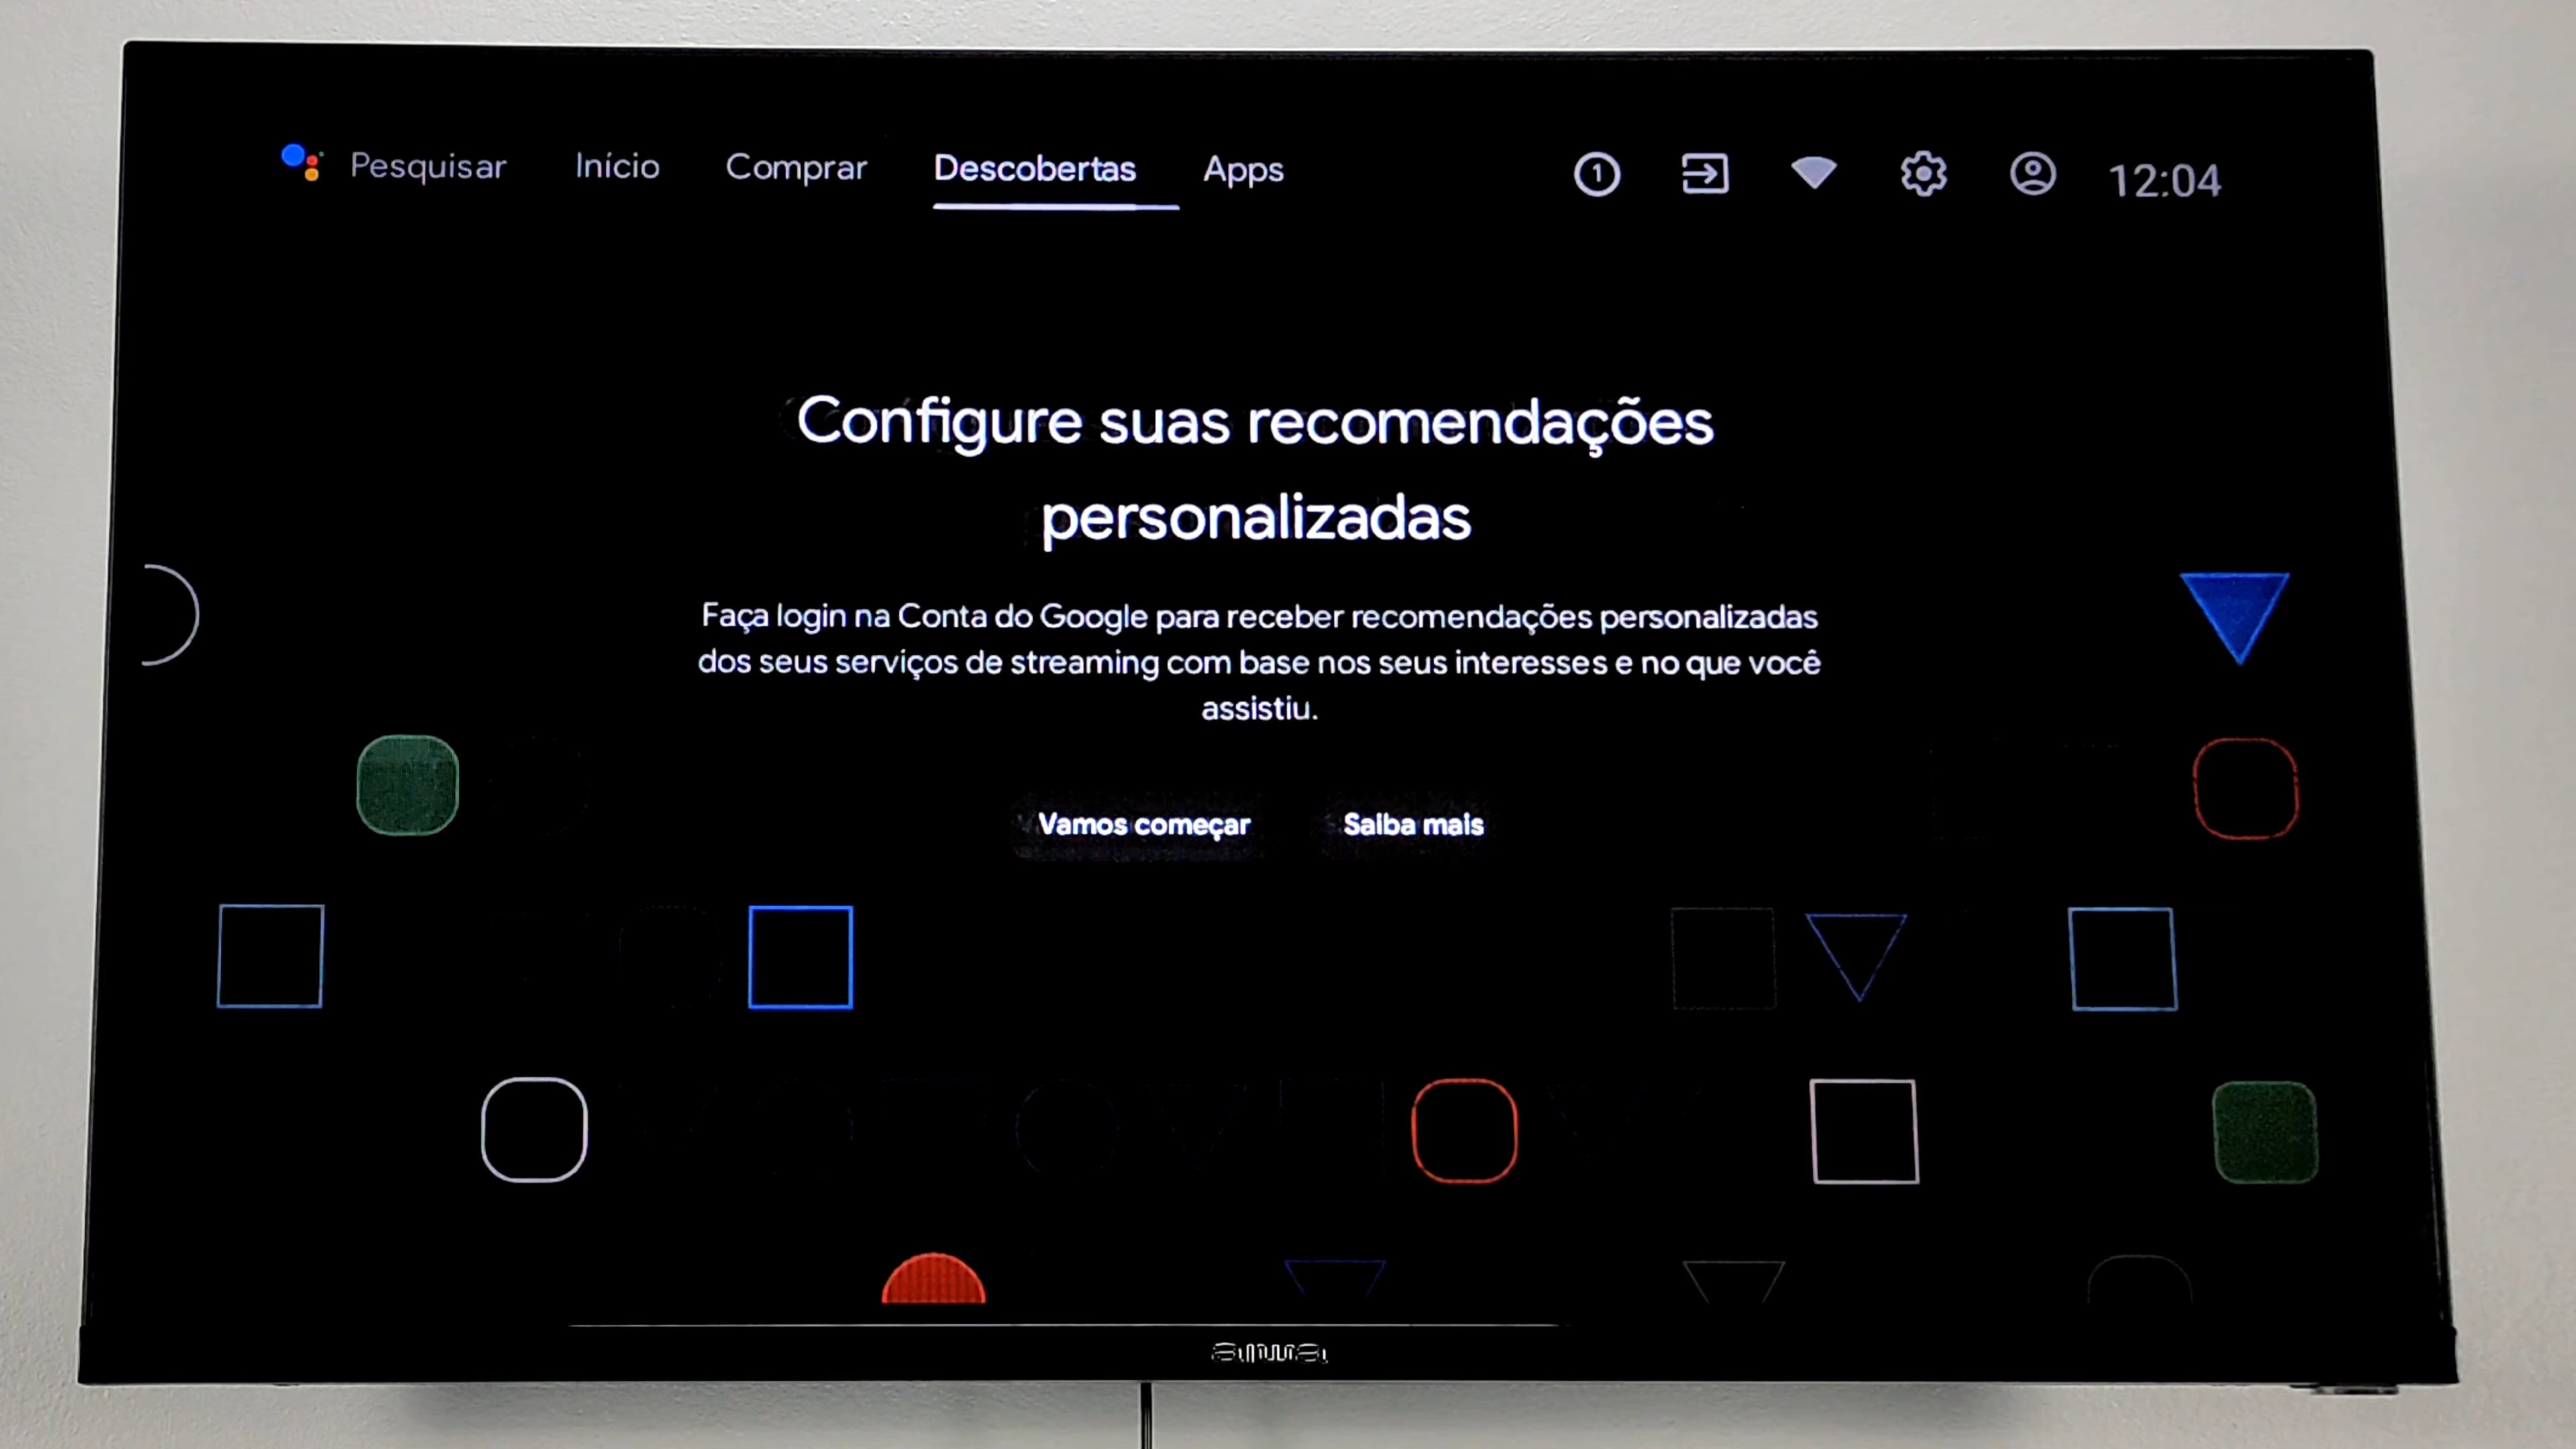 Pesquisar Início Comprar Descobertas Apps 1 12:04
Configure suas recomendações
personalizadas
Faça login na Conta do Google para receber recomendações personalizadas
dos seus serviços de streaming com base nos seus interesses e no que você
assistiu.
Vamos começar Saiba mais
aiwa